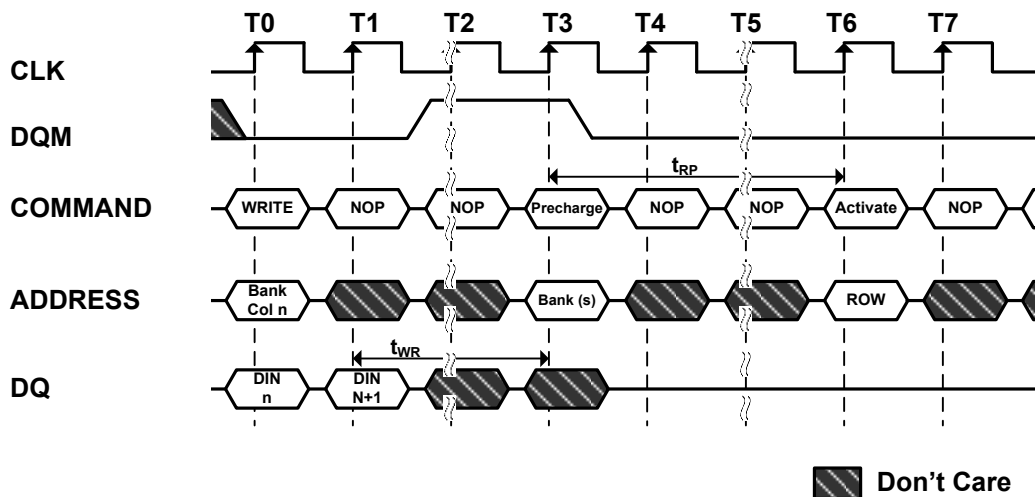 T0 T1 T2 T3 T4 T5 T6 T7
CLK
DQM
tRP
COMMAND WRITE NOP NOP Precharge NOP NOP Activate NOP
ADDRESS Bank Col n Bank (s) ROW
tWR
DQ DIN n DIN N+1
Don't Care